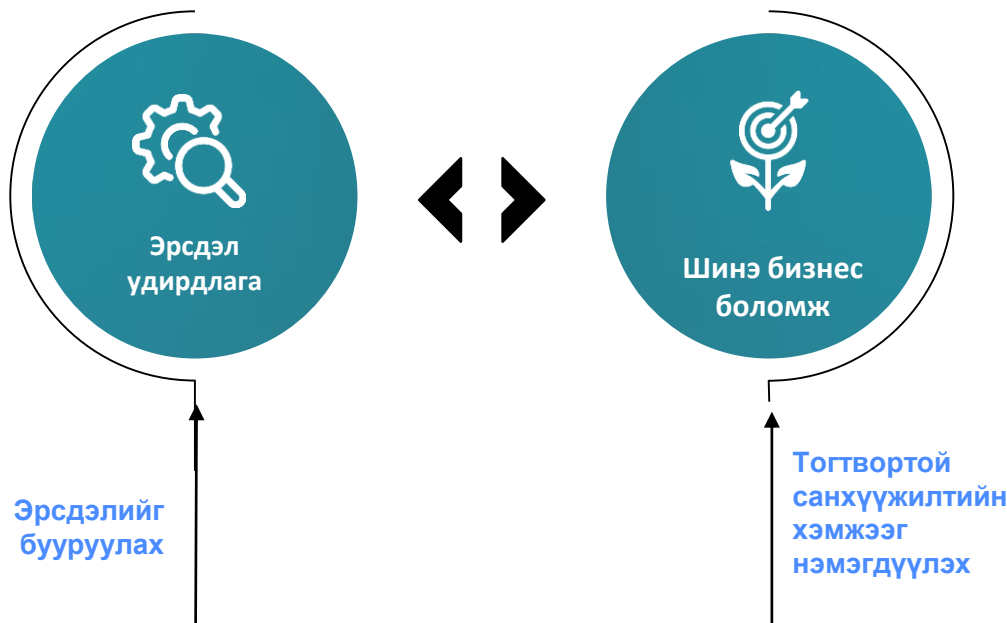 Эрсдэл
удирдлага
Шинэ бизнес
боломж
Эрсдэлийг
бууруулах
Тогтвортой
санхүүжилтийн
хэмжээг
нэмэгдүүлэх